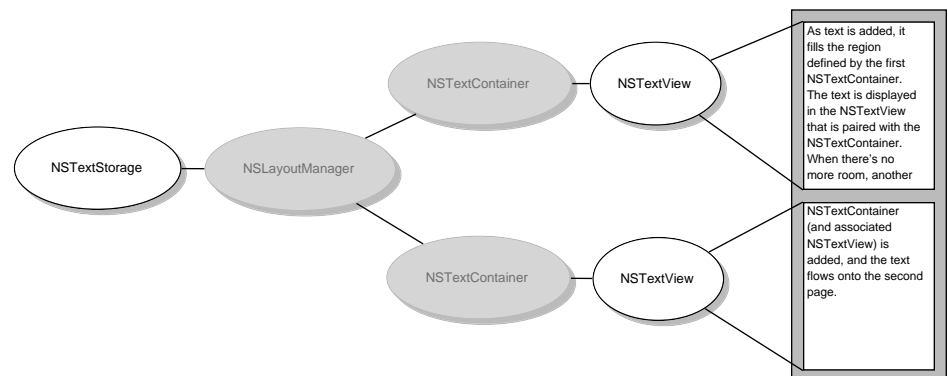 NSTextStorage
NSLayoutManager
NSTextContainer
NSTextView
As text is added, it
fills the region
defined by the first
NSTextContainer.
The text is displayed
in the NSTextView
that is paired with the
NSTextContainer.
When there's no
more room, another
NSTextContainer
NSTextView
NSTextContainer
(and associated
NSTextView) is
added, and the text
flows onto the second
page.